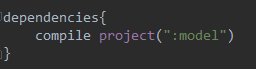 dependencies{
    compile project(":model")
}